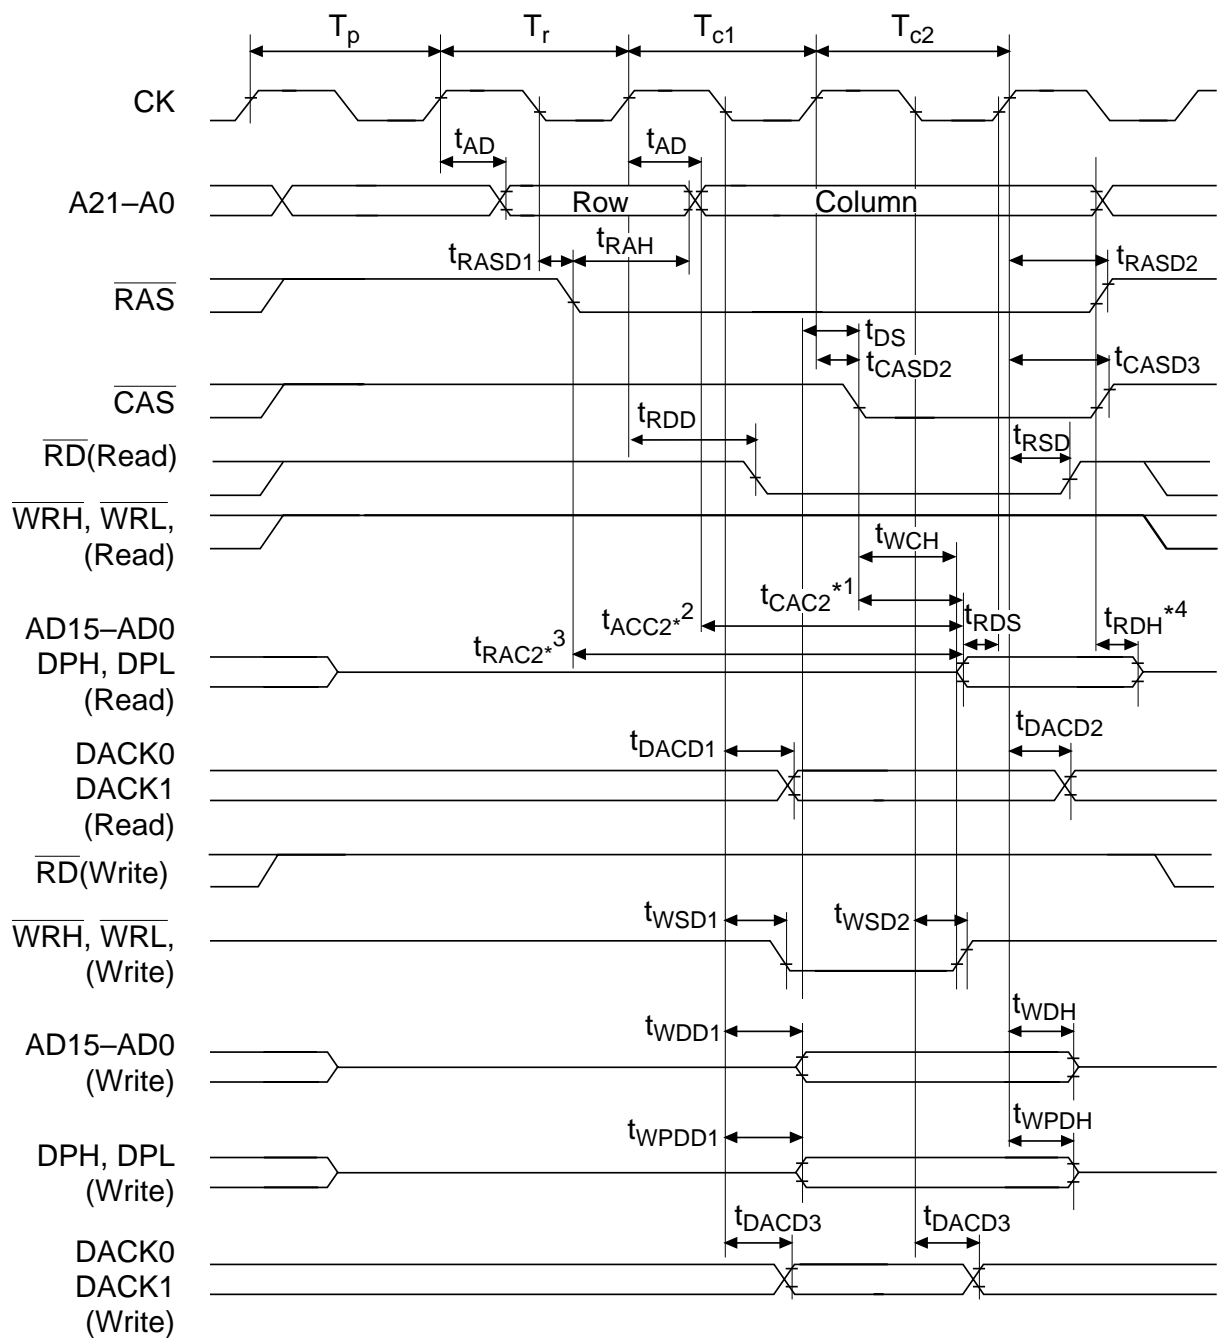 Tp Tr Tc1 Tc2
CK
tAD tAD
A21–A0 Row Column
tRASD1 tRAH tRASD2
RAS
tDS
tCASD2 tCASD3
CAS
tRDD tRSD
RD(Read)
WRH, WRL,
(Read)
tWCH
tCAC2*1
tACC2*2 tRDS tRDH*4
tRAC2*3
AD15–AD0
DPH, DPL
(Read)
tDACD1 tDACD2
DACK0
DACK1
(Read)
RD(Write)
tWSD1 tWSD2
WRH, WRL,
(Write)
tWDD1 tWDH
AD15–AD0
(Write)
tWPDD1 tWPDH
DPH, DPL
(Write)
tDACD3 tDACD3
DACK0
DACK1
(Write)